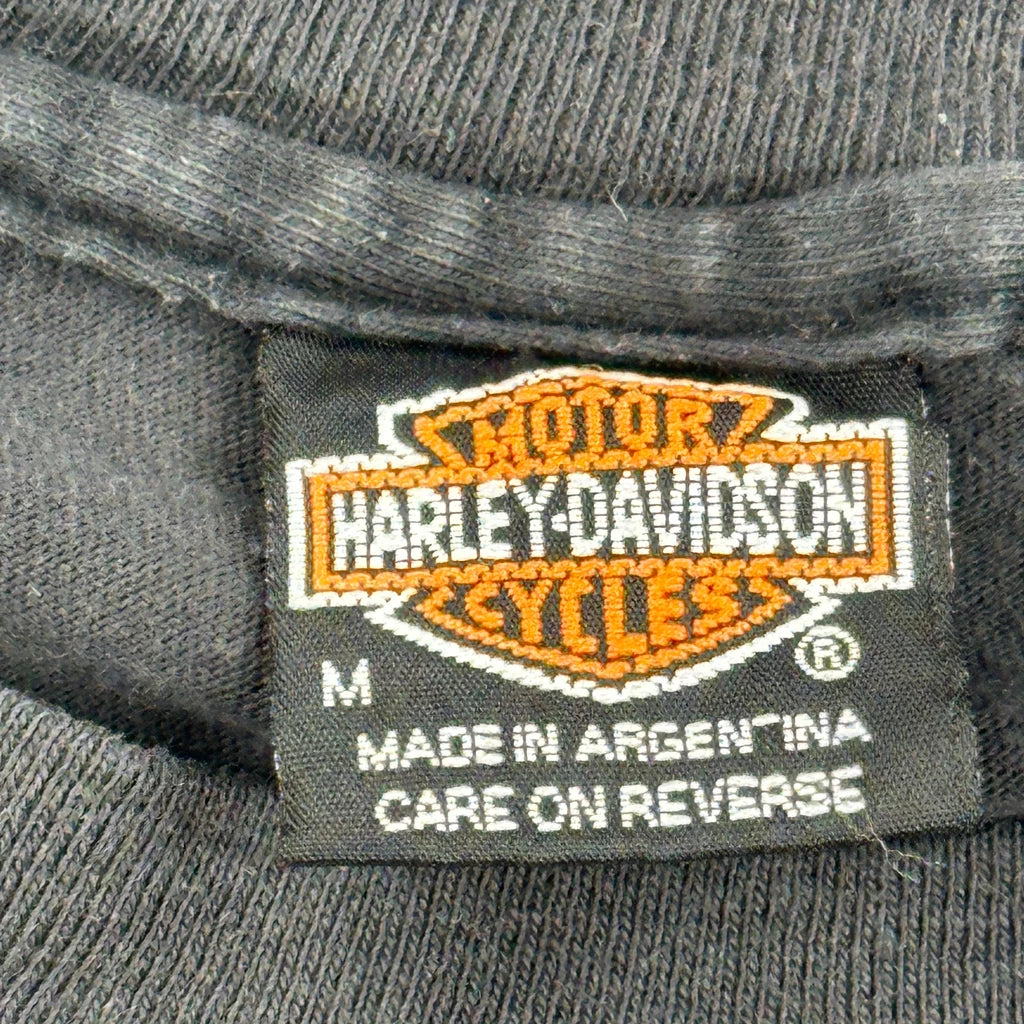 MOTOR
HARLEY-DAVIDSON
CYCLES
®
M
MADE IN ARGENTINA
CARE ON REVERSE